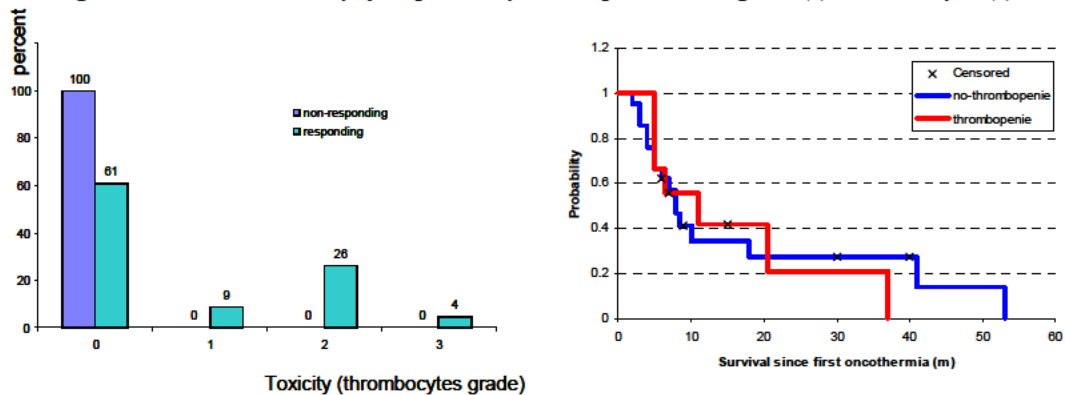 percent
100
80
60
40
20
0
100
61
0
9
0
26
0
4
non-responding
responding
0 1 2 3
Toxicity (thrombocytes grade)
1.2
1
0.8
0.6
0.4
0.2
0
Probability
Censored
no-thrombopenie
thrombopenie
0 10 20 30 40 50 60
Survival since first oncothermia (m)